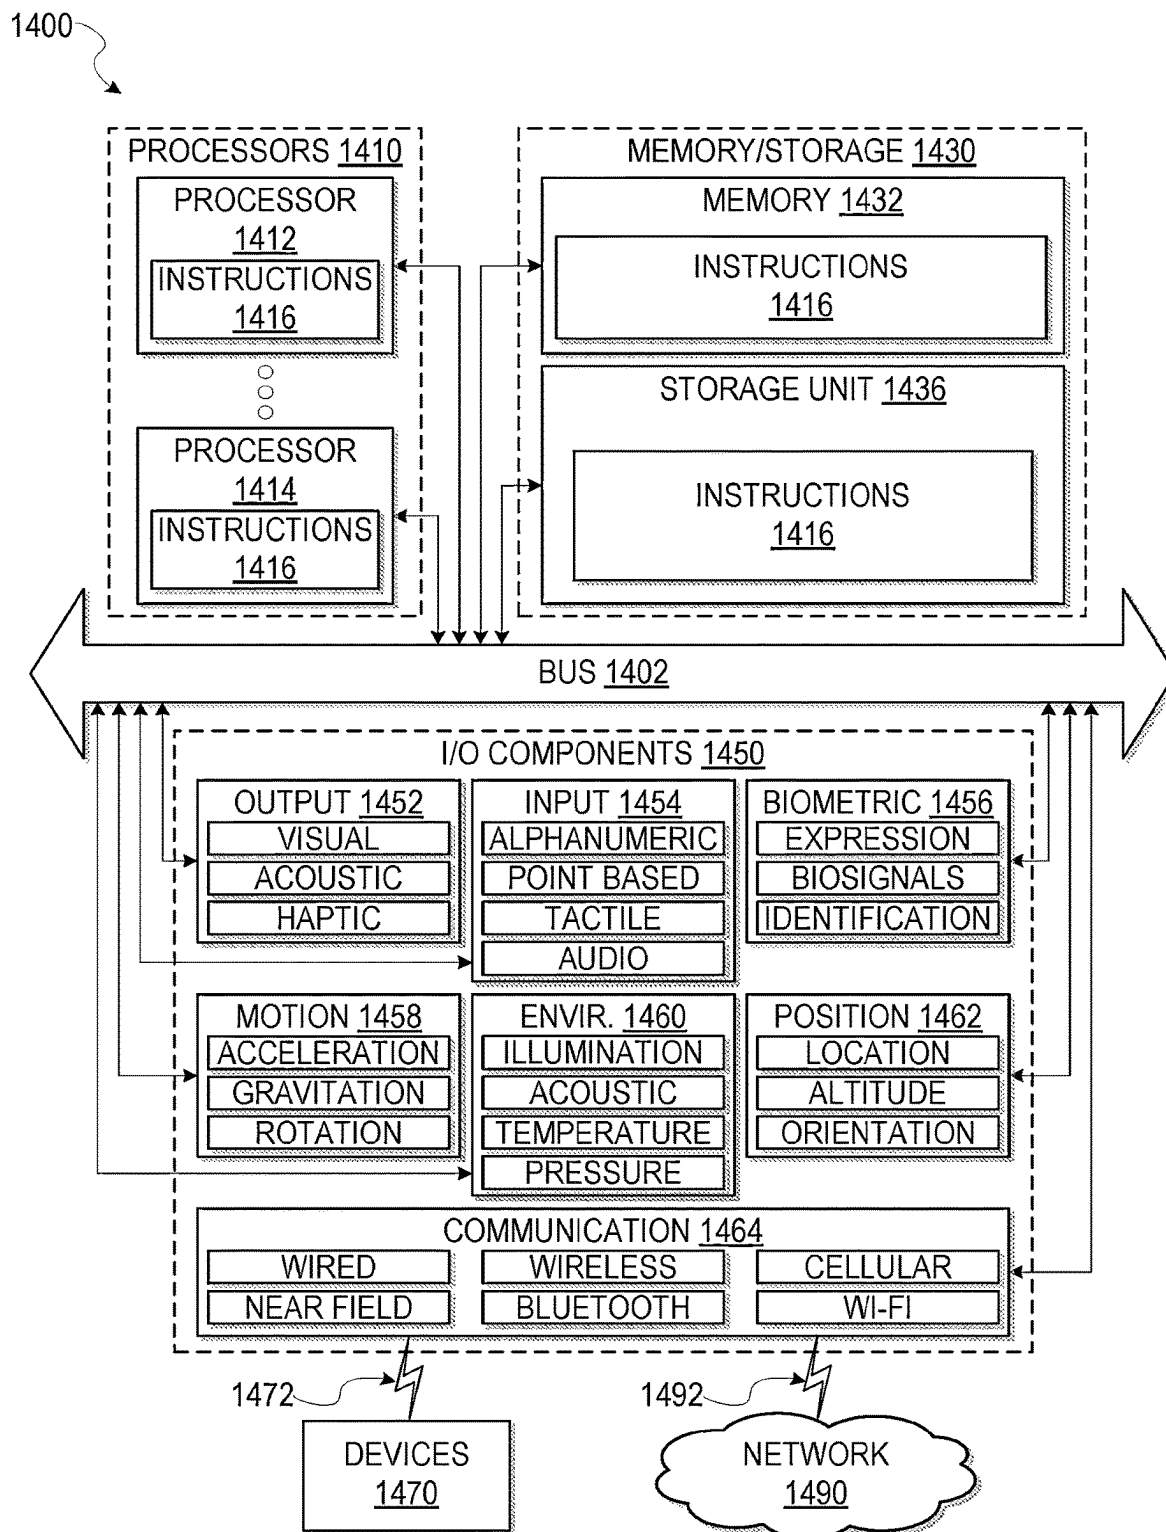 1400
PROCESSORS 1410
PROCESSOR
1412
INSTRUCTIONS
1416
PROCESSOR
1414
INSTRUCTIONS
1416
MEMORY/STORAGE 1430
MEMORY 1432
INSTRUCTIONS
1416
STORAGE UNIT 1436
INSTRUCTIONS
1416
BUS 1402
I/O COMPONENTS 1450
OUTPUT 1452
VISUAL
ACOUSTIC
HAPTIC
INPUT 1454
ALPHANUMERIC
POINT BASED
TACTILE
AUDIO
BIOMETRIC 1456
EXPRESSION
BIOSIGNALS
IDENTIFICATION
MOTION 1458
ACCELERATION
GRAVITATION
ROTATION
ENVIR. 1460
ILLUMINATION
ACOUSTIC
TEMPERATURE
PRESSURE
POSITION 1462
LOCATION
ALTITUDE
ORIENTATION
COMMUNICATION 1464
WIRED
WIRELESS
CELLULAR
NEAR FIELD
BLUETOOTH
WI-FI
1472
1492
DEVICES
1470
NETWORK
1490